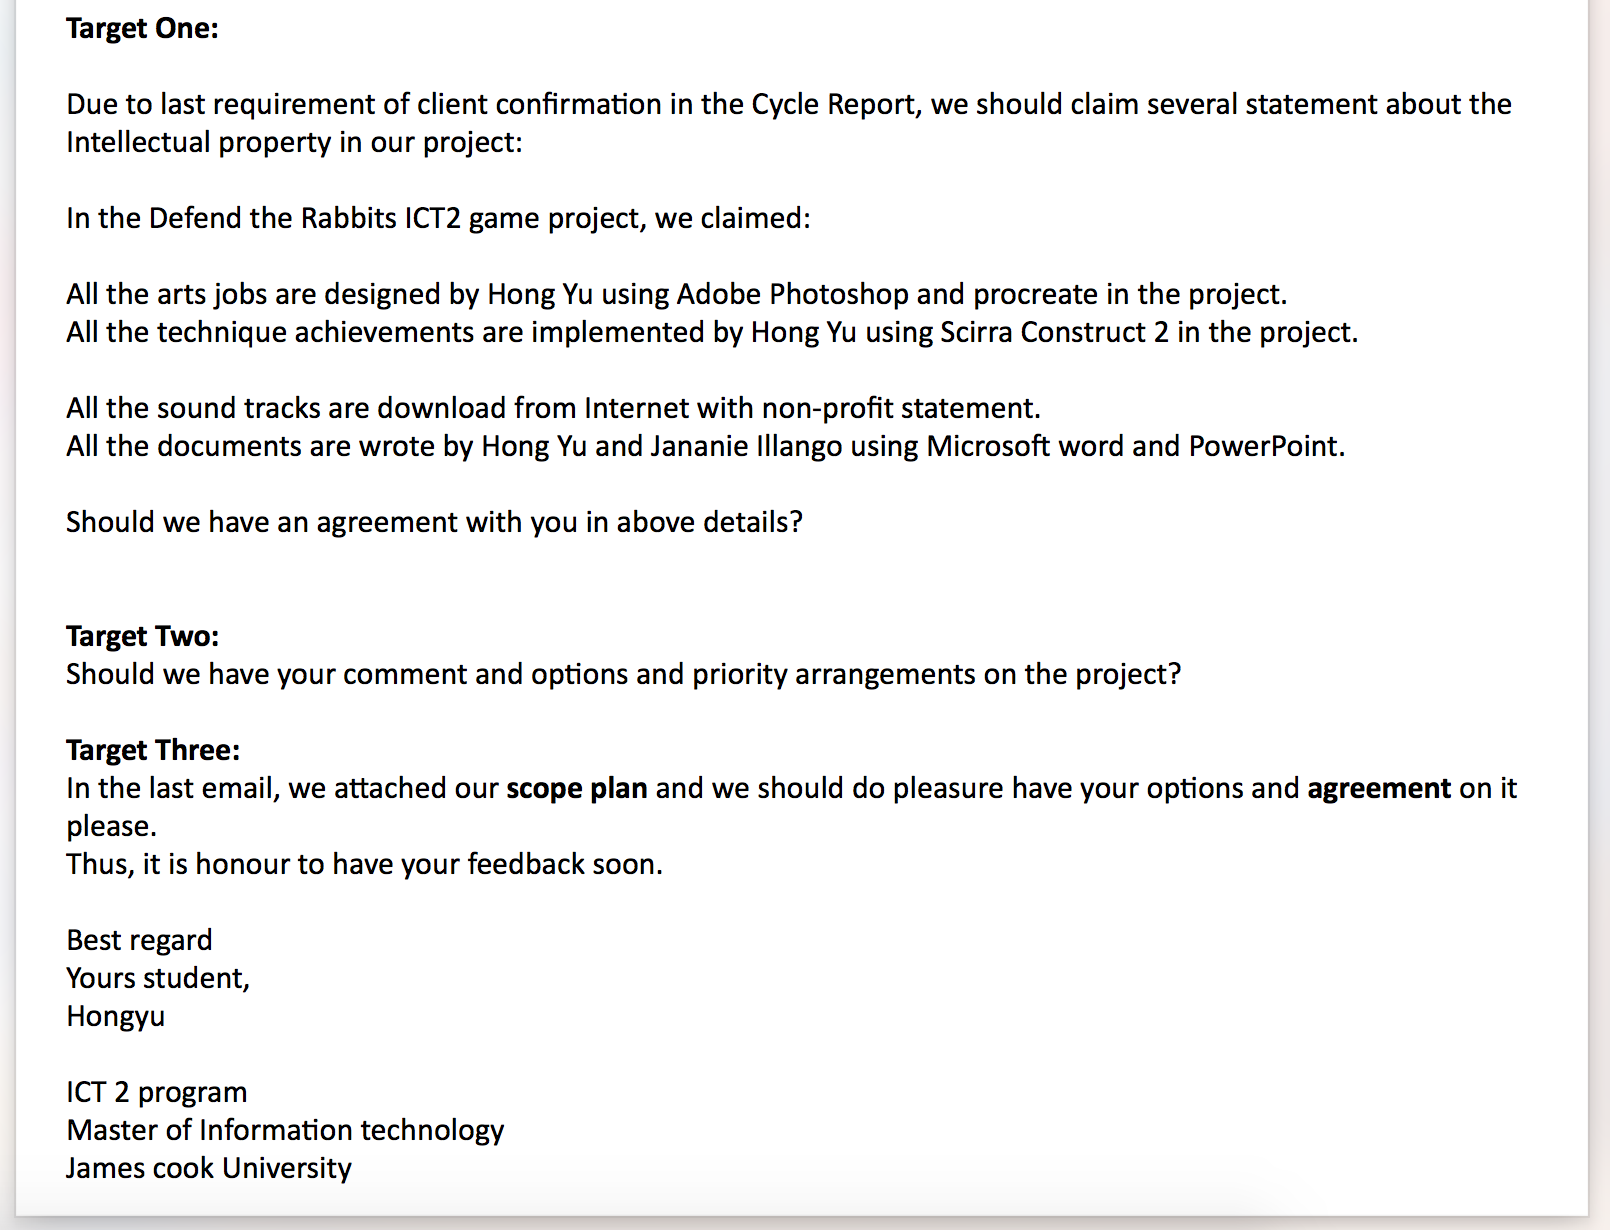 Target One:
Due to last requirement of client confirmation in the Cycle Report, we should claim several statement about the
Intellectual property in our project:
In the Defend the Rabbits ICT2 game project, we claimed:
All the arts jobs are designed by Hong Yu using Adobe Photoshop and procreate in the project.
All the technique achievements are implemented by Hong Yu using Scirra Construct 2 in the project.
All the sound tracks are download from Internet with non-profit statement.
All the documents are wrote by Hong Yu and Jananie Illango using Microsoft word and PowerPoint.
Should we have an agreement with you in above details?
Target Two:
Should we have your comment and options and priority arrangements on the project?
Target Three:
In the last email, we attached our scope plan and we should do pleasure have your options and agreement on it
please.
Thus, it is honour to have your feedback soon.
Best regard
Yours student,
Hongyu
ICT 2 program
Master of Information technology
James cook University